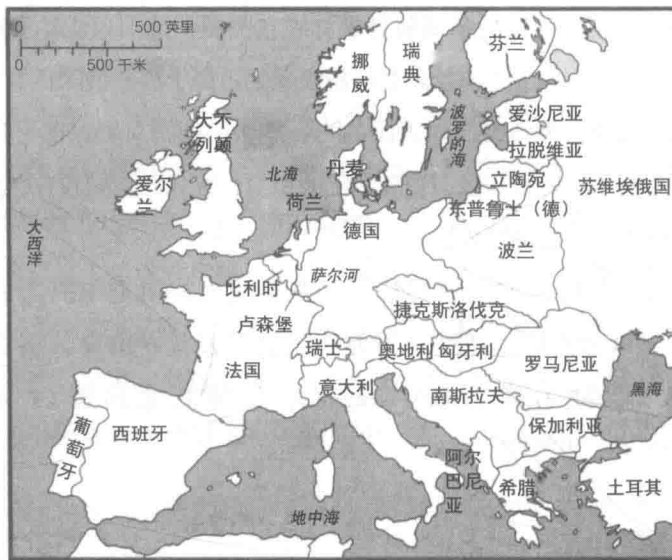 0 500 英里
0 500 千米
挪
威
瑞
典
芬兰
大不
列颠
爱尔
兰
北海
丹麦
波
罗
的
海
爱沙尼亚
拉脱维亚
立陶宛
东普鲁士（德）
苏维埃俄国
大
西
洋
荷兰
德国
波兰
比利时
萨尔河
卢森堡
捷克斯洛伐克
法国
瑞士
奥地利
匈牙利
罗马尼亚
意大利
南斯拉夫
黑海
葡
萄
牙
西班牙
保加利亚
阿尔
巴尼
亚
希腊
土耳其
地中海